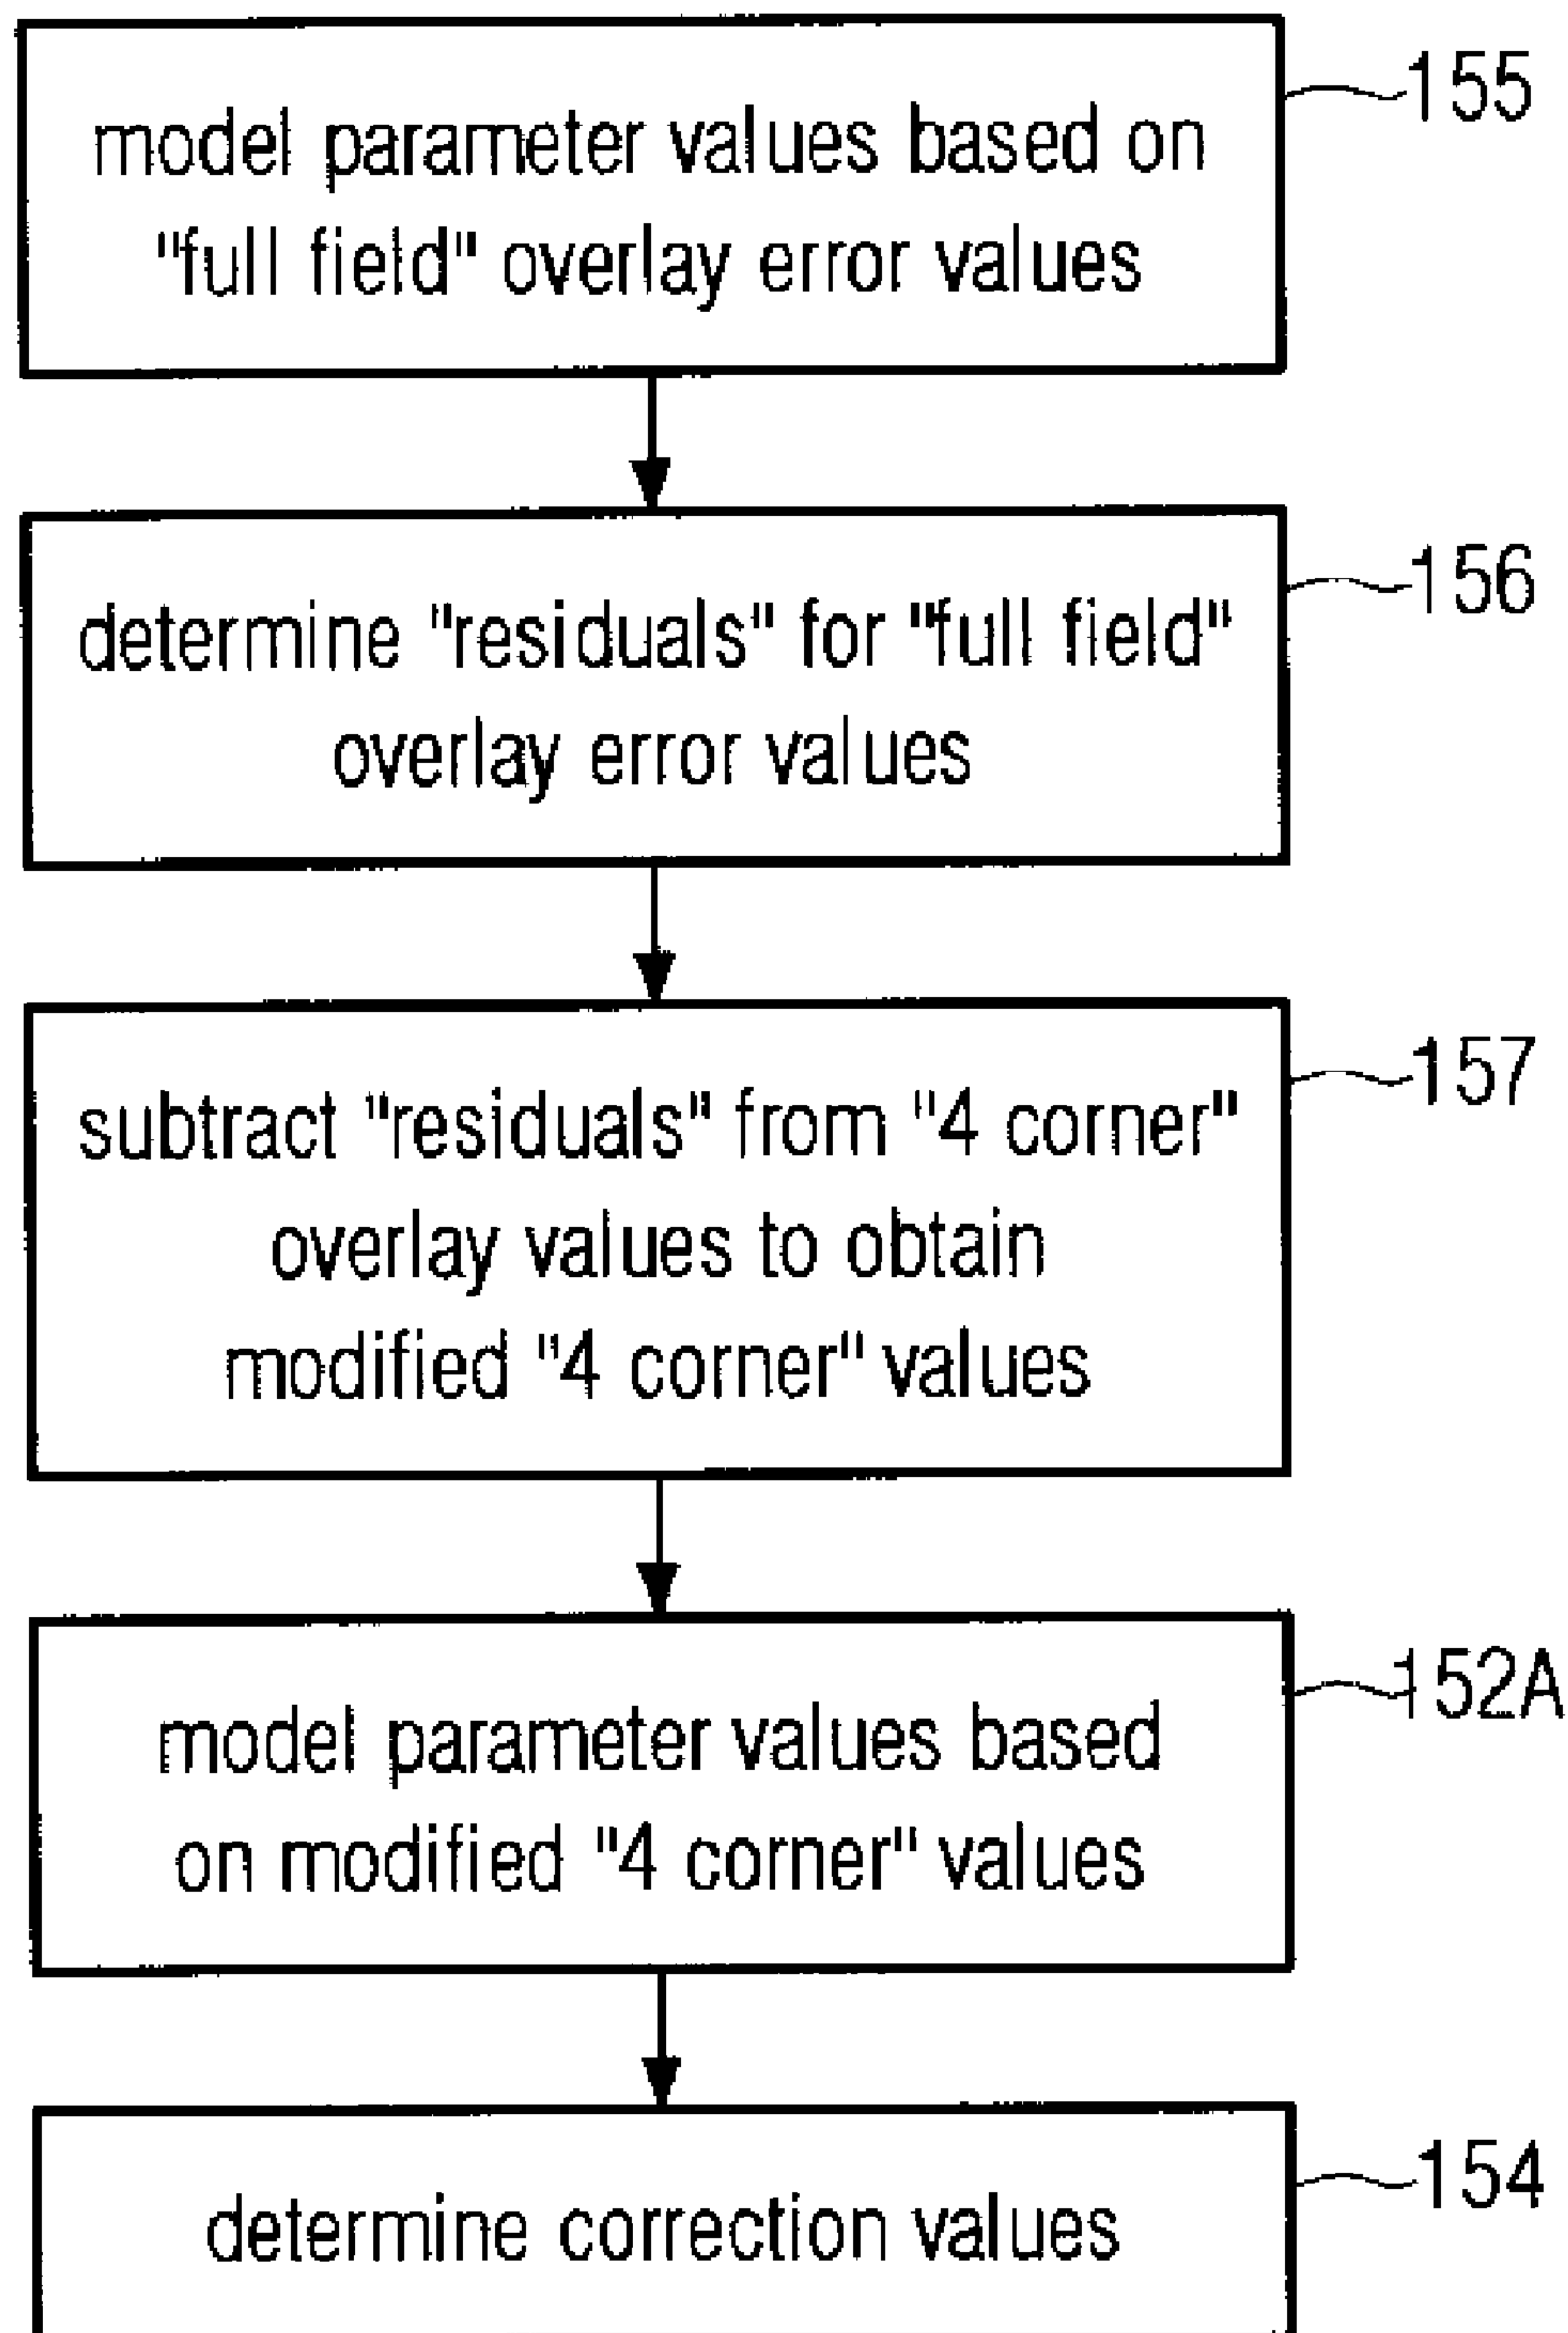 155
model parameter values based on
"full field" overlay error values
156
determine "residuals" for "full field"
overlay error values
157
subtract "residuals" from "4 corner"
overlay values to obtain
modified "4 corner" values
152A
model parameter values based
on modified "4 corner" values
154
determine correction values